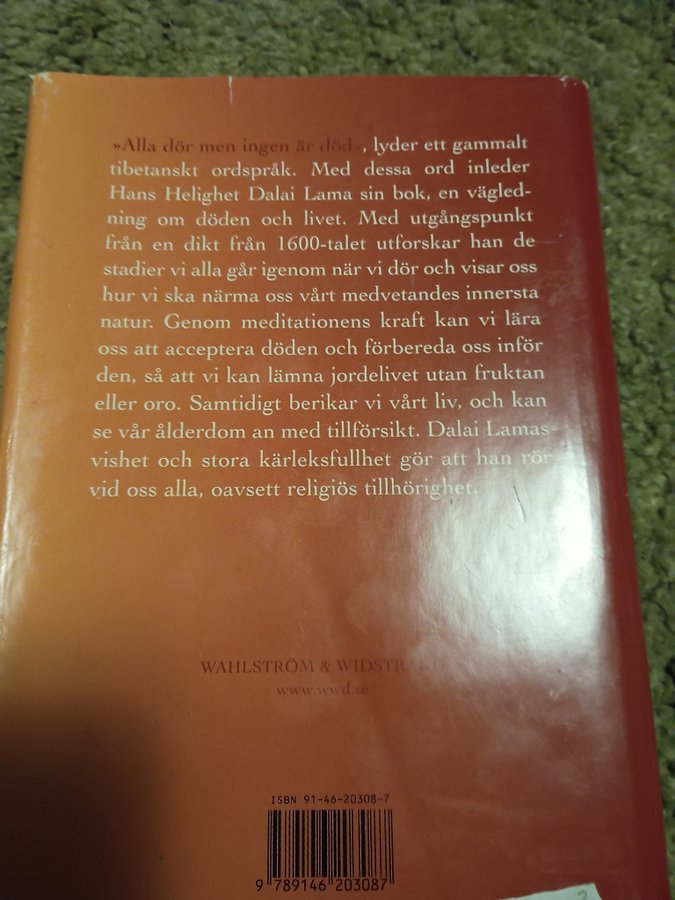 »Alla dör men ingen är död», lyder ett gammalt
tibetanskt ordspråk. Med dessa ord inleder
Hans Helighet Dalai Lama sin bok, en vägled-
ning om döden och livet. Med utgångspunkt
från en dikt från 1600-talet utforskar han de
stadier vi alla går igenom när vi dör och visar oss
hur vi ska närma oss vårt medvetandes innersta
natur. Genom meditationens kraft kan vi lära
oss att acceptera döden och förbereda oss inför
den, så att vi kan lämna jordelivet utan fruktan
eller oro. Samtidigt berikar vi vårt liv, och kan
se vår ålderdom an med tillförsikt. Dalai Lamas
vishet och stora kärleksfullhet gör att han rör
vid oss alla, oavsett religiös tillhörighet.
WAHLSTRÖM & WIDSTRAND
www.wwd.se
ISBN 91-46-20308-7
9 789146 203087